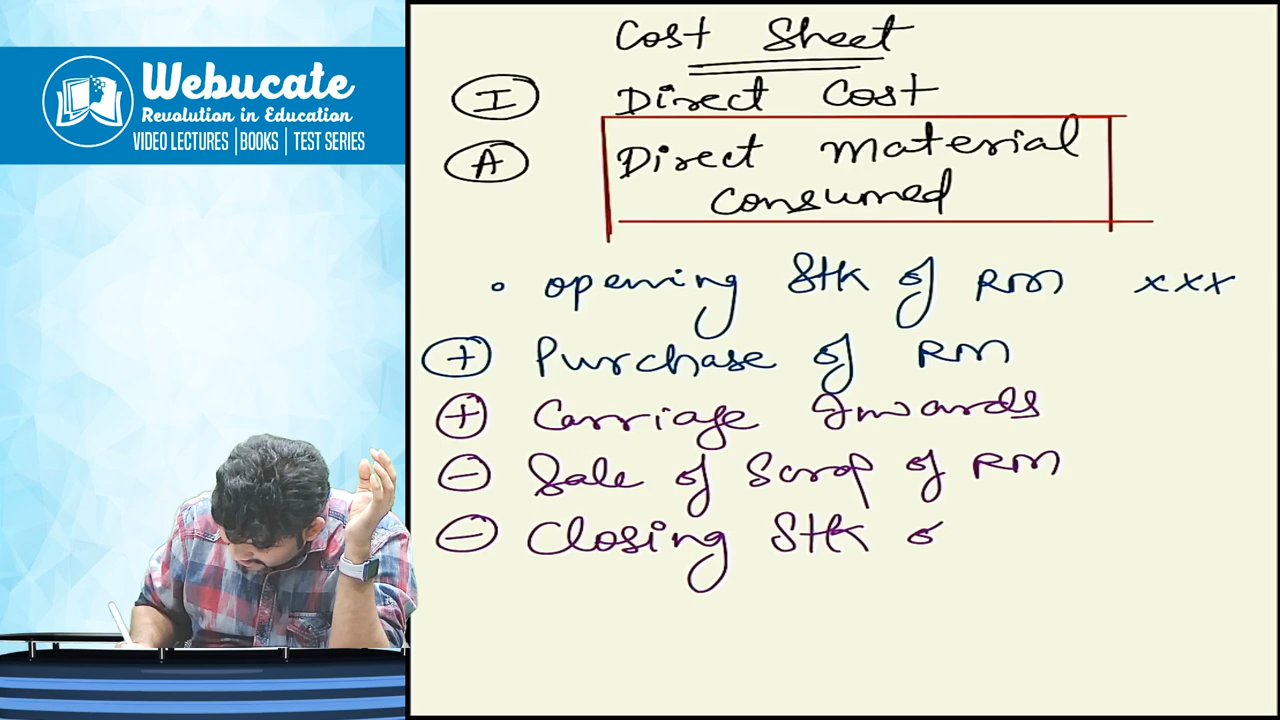 Webucate
Revolution in Education
VIDEO LECTURES | BOOKS | TEST SERIES
Cost Sheet
I Direct Cost
A Direct Material
Consumed
• opening Stk of RM xxx
+ Purchase of RM
+ Carriage Inwards
− Sale of Scrap of RM
− Closing Stk o